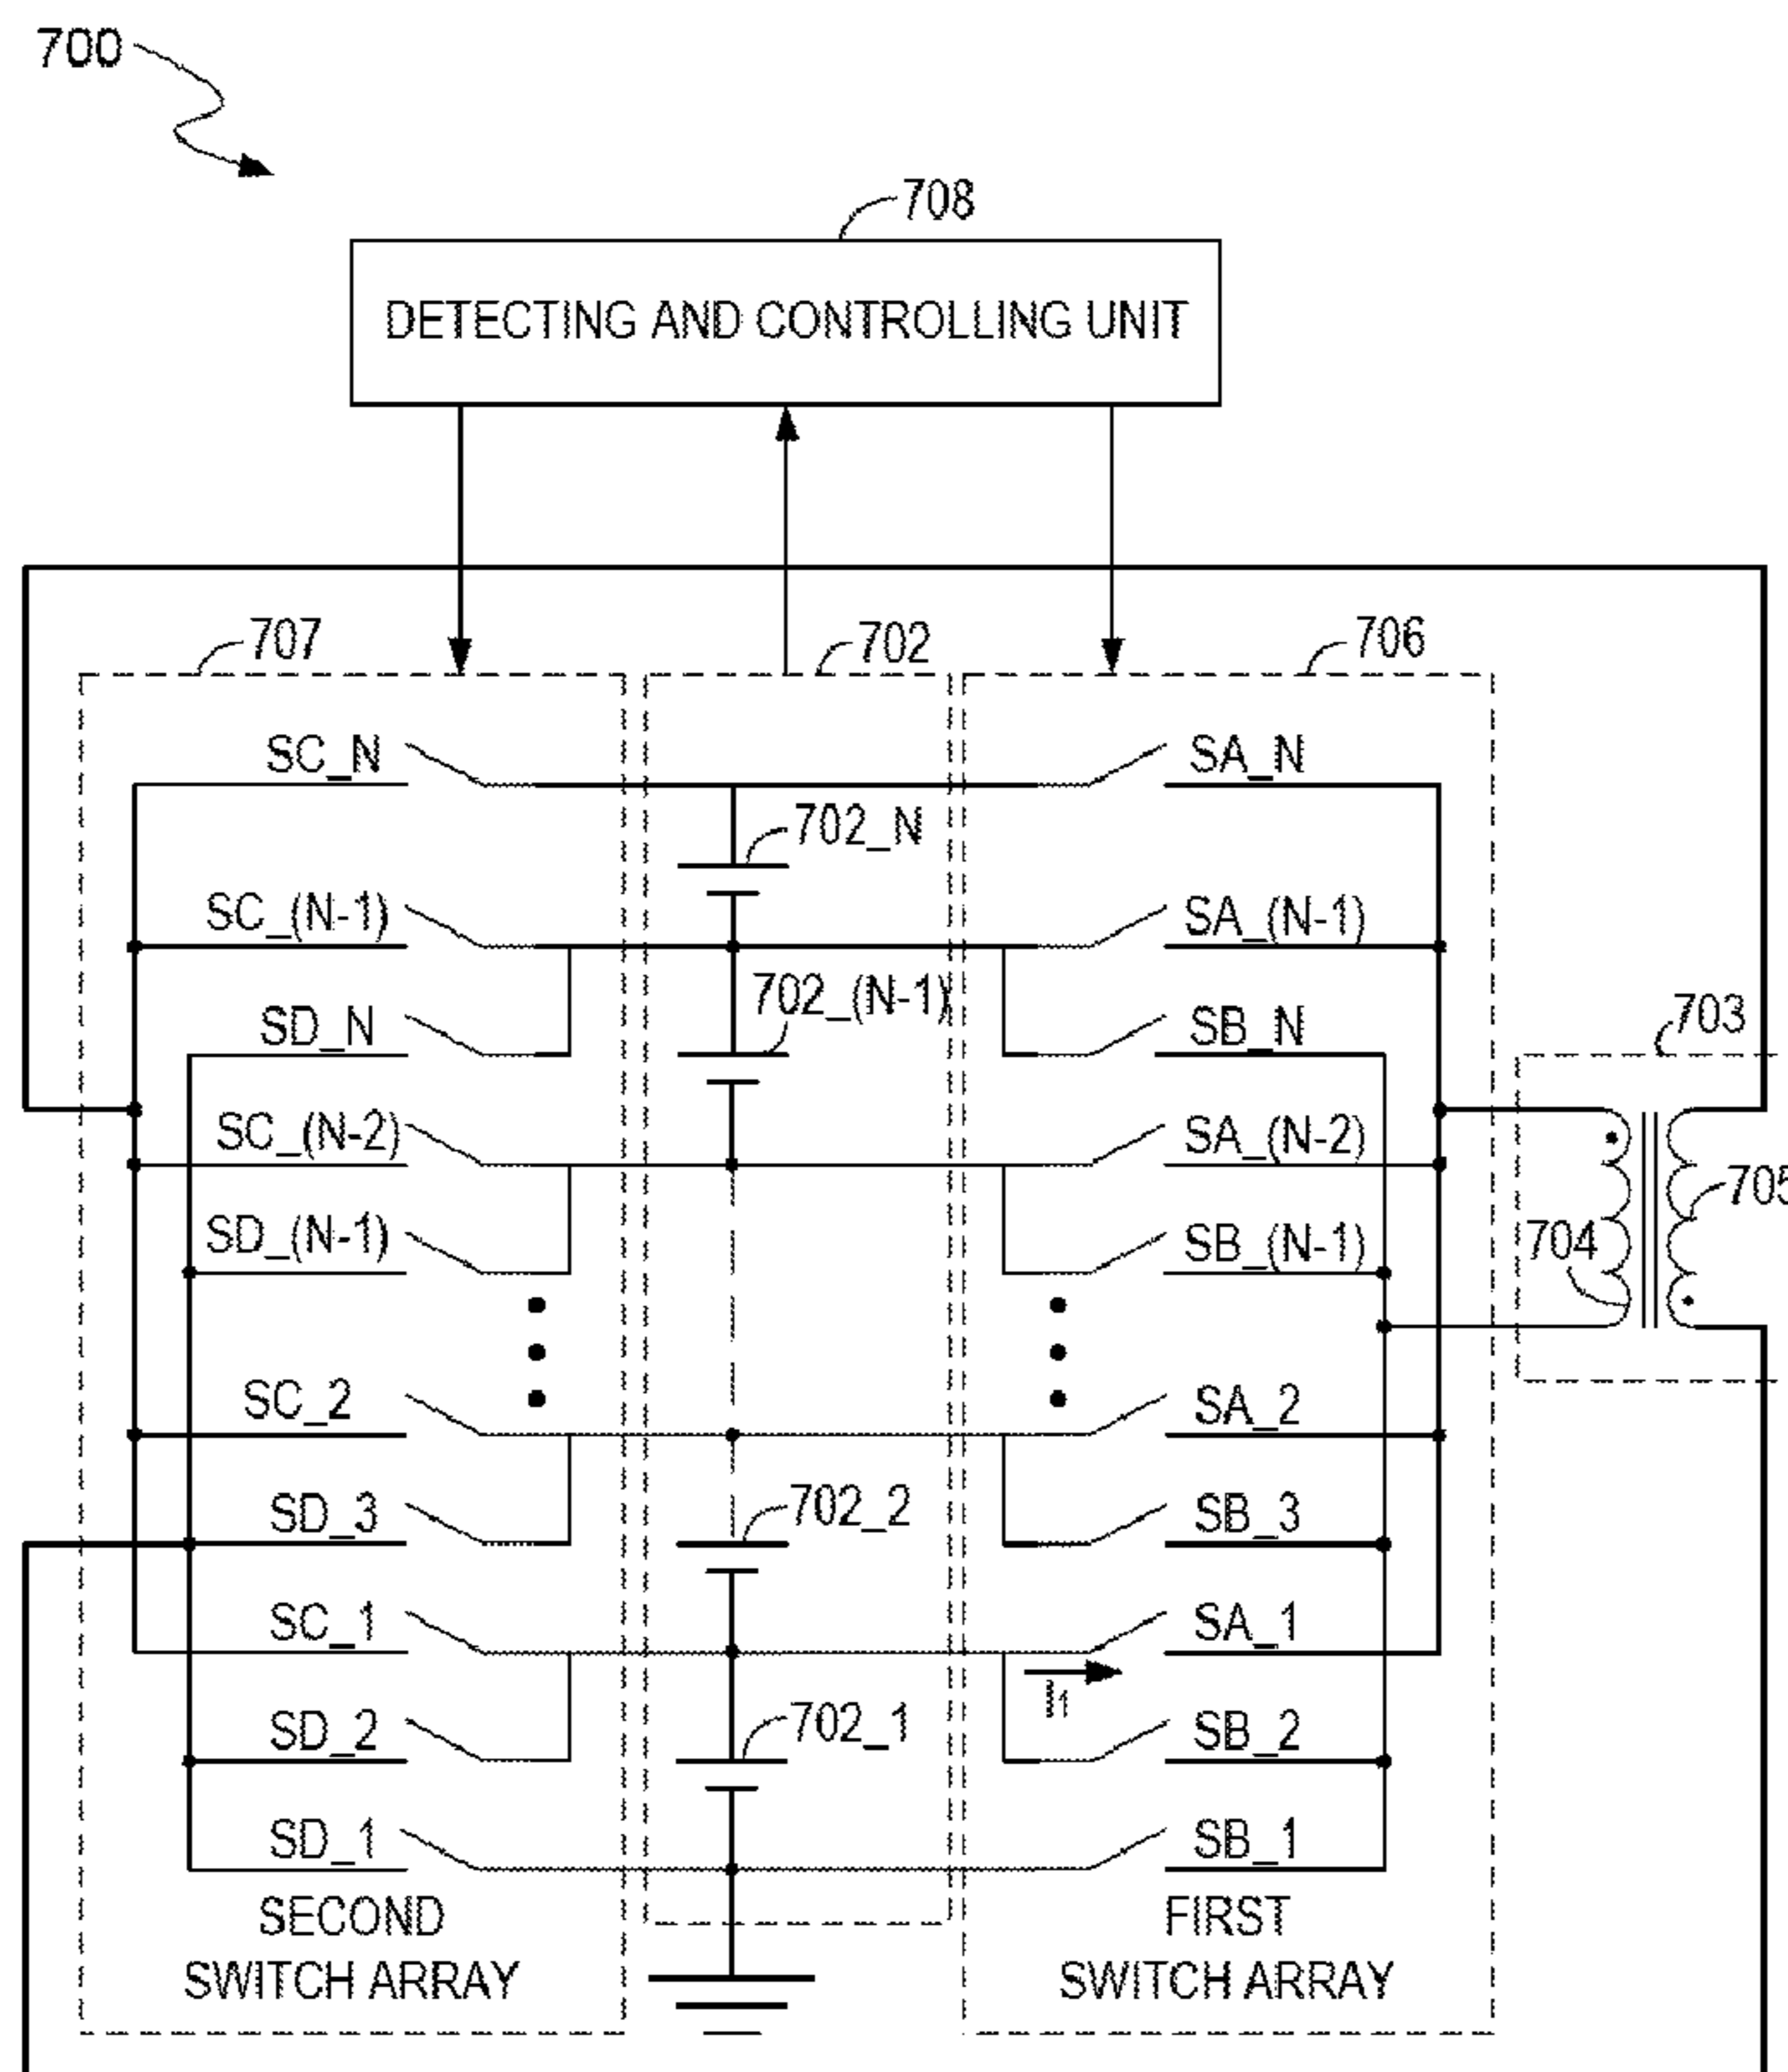 700
708
DETECTING AND CONTROLLING UNIT
707
702
706
SC_N
SA_N
702_N
SC_(N-1)
SA_(N-1)
702_(N-1)
SD_N
SB_N
703
SC_(N-2)
SA_(N-2)
705
SD_(N-1)
SB_(N-1)
704
SC_2
SA_2
SD_3
702_2
SB_3
SC_1
SA_1
I1
SD_2
702_1
SB_2
SD_1
SB_1
SECOND
SWITCH ARRAY
FIRST
SWITCH ARRAY